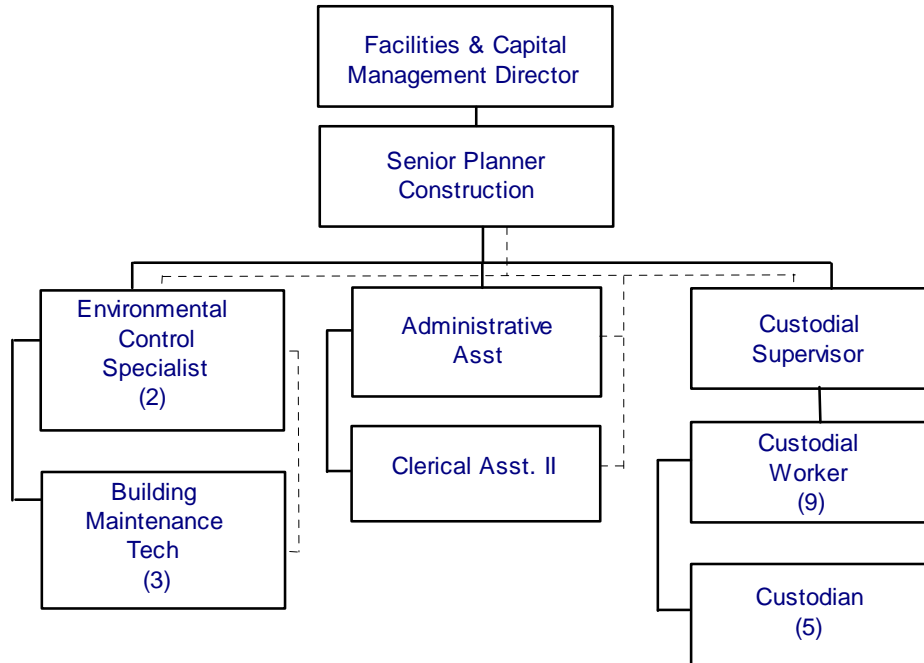 Facilities & Capital
Management Director
Senior Planner
Construction
Environmental
Control
Specialist
(2)
Administrative
Asst
Custodial
Supervisor
Building
Maintenance
Tech
(3)
Clerical Asst. II
Custodial
Worker
(9)
Custodian
(5)